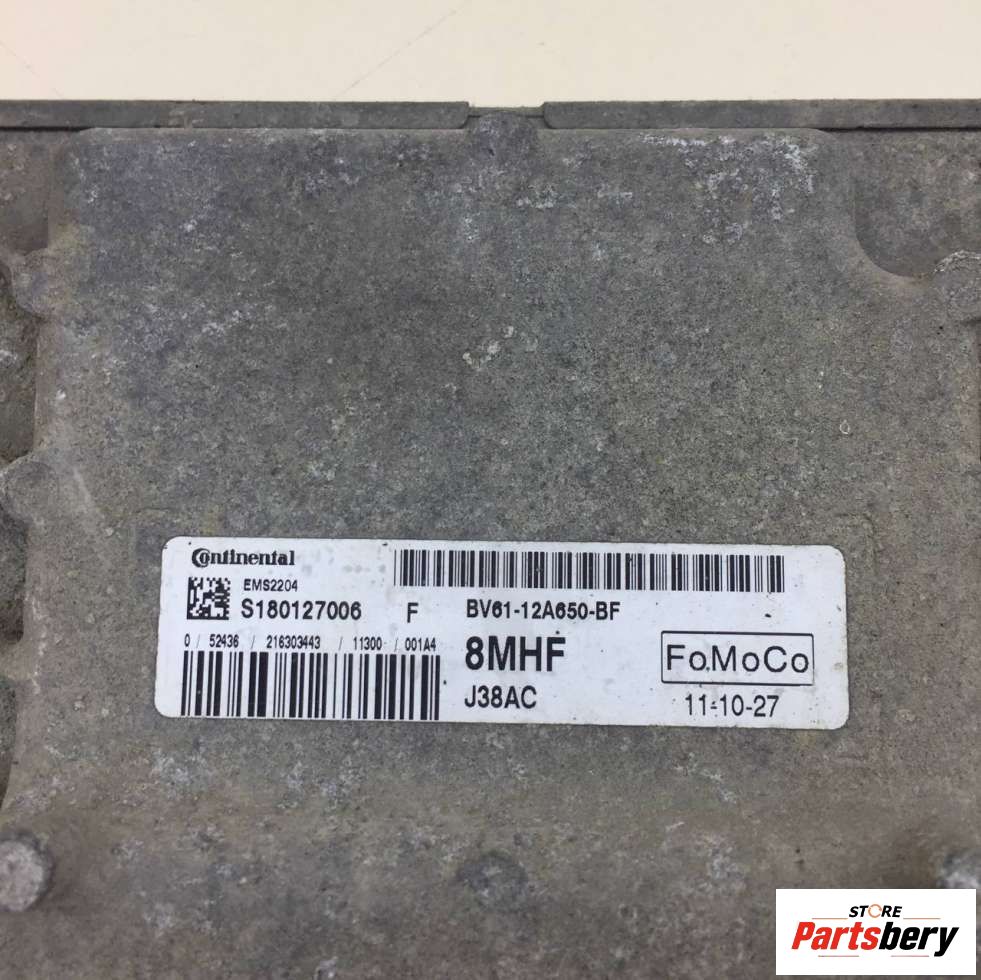 Continental
EMS2204
S180127006 F BV61-12A650-BF
0 / 52436 / 216303443 / 11300 / 001A4
8MHF
FoMoCo
J38AC
11-10-27
STORE
Partsbery